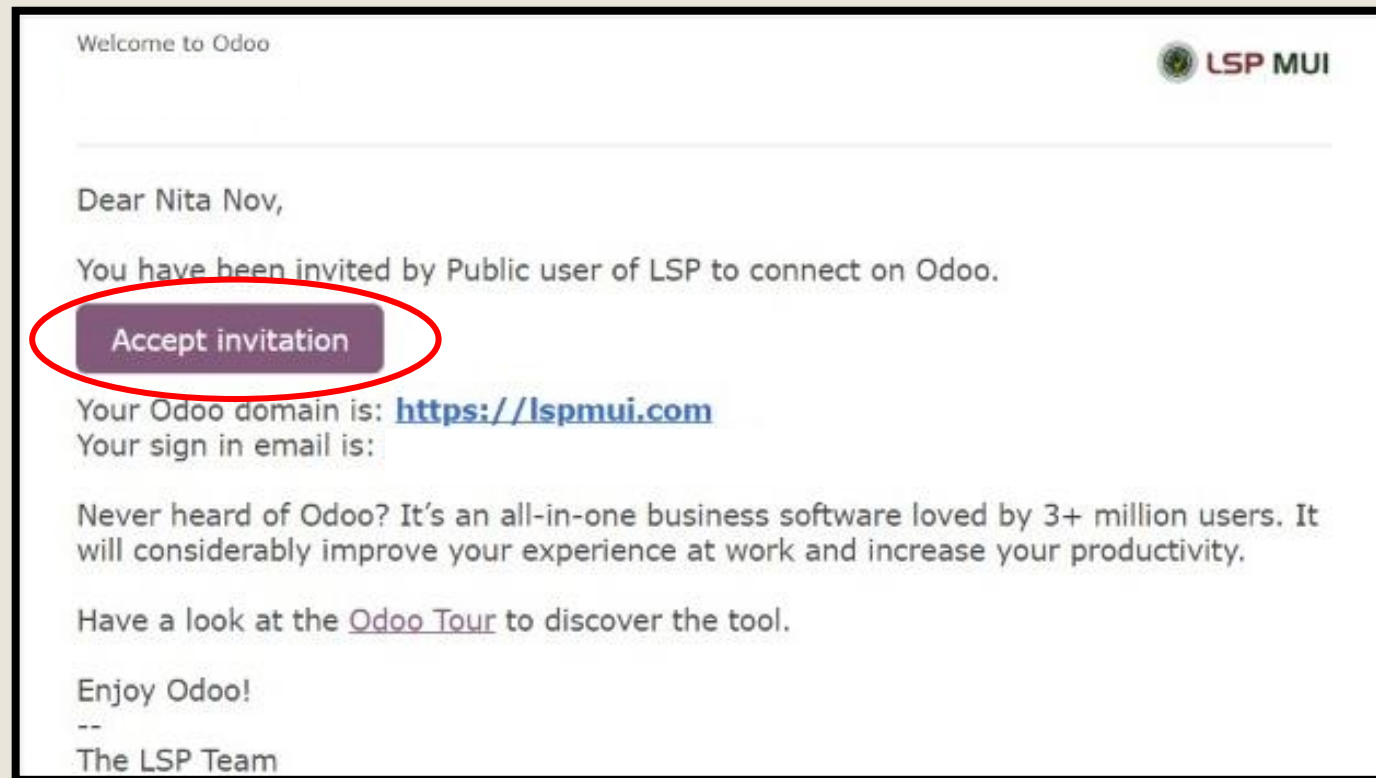 Welcome to Odoo
LSP MUI
Dear Nita Nov,
You have been invited by Public user of LSP to connect on Odoo.
Accept invitation
Your Odoo domain is: https://lspmui.com
Your sign in email is:
Never heard of Odoo? It’s an all-in-one business software loved by 3+ million users. It
will considerably improve your experience at work and increase your productivity.
Have a look at the Odoo Tour to discover the tool.
Enjoy Odoo!
--
The LSP Team